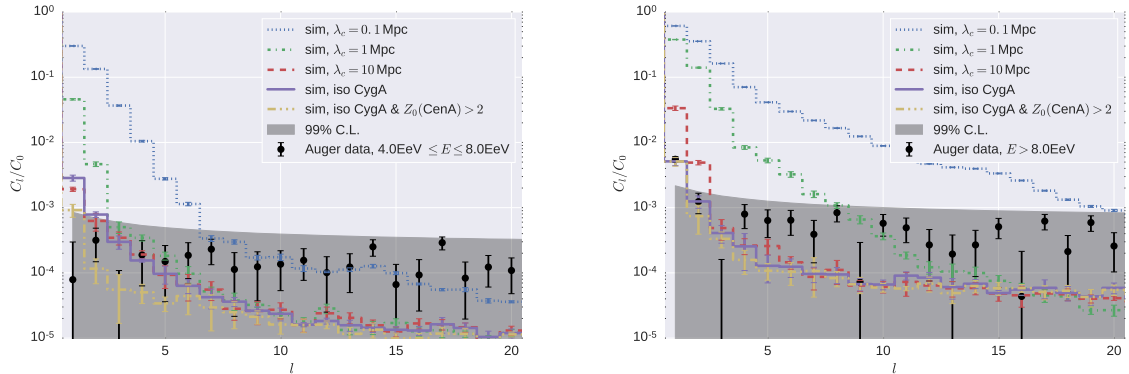 10⁰
10⁻¹
10⁻²
10⁻³
10⁻⁴
10⁻⁵
C_l/C_0
5
10
15
20
l
sim, λ_c = 0.1 Mpc
sim, λ_c = 1 Mpc
sim, λ_c = 10 Mpc
sim, iso CygA
sim, iso CygA & Z_0(CenA) > 2
99% C.L.
Auger data, 4.0EeV ≤ E ≤ 8.0EeV
10⁰
10⁻¹
10⁻²
10⁻³
10⁻⁴
10⁻⁵
C_l/C_0
5
10
15
20
l
sim, λ_c = 0.1 Mpc
sim, λ_c = 1 Mpc
sim, λ_c = 10 Mpc
sim, iso CygA
sim, iso CygA & Z_0(CenA) > 2
99% C.L.
Auger data, E > 8.0EeV